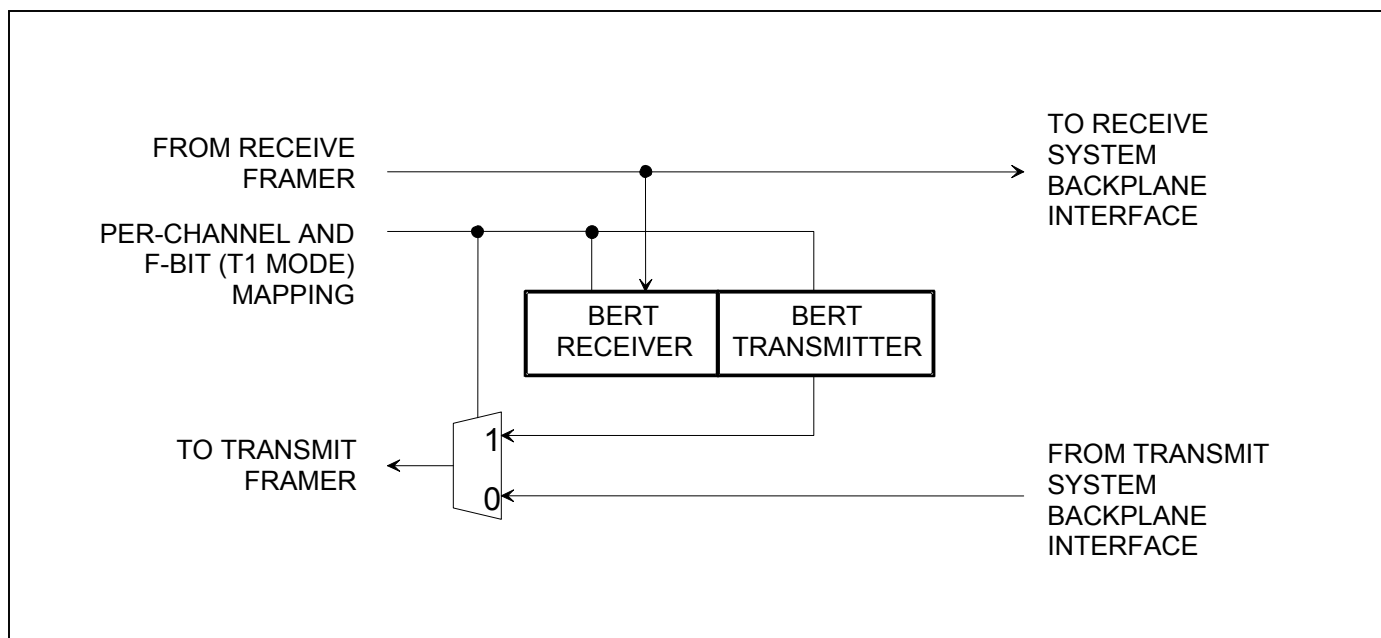 FROM RECEIVE
FRAMER
TO RECEIVE
SYSTEM
BACKPLANE
INTERFACE
PER-CHANNEL AND
F-BIT (T1 MODE)
MAPPING
BERT
RECEIVER
BERT
TRANSMITTER
1
0
TO TRANSMIT
FRAMER
FROM TRANSMIT
SYSTEM
BACKPLANE
INTERFACE